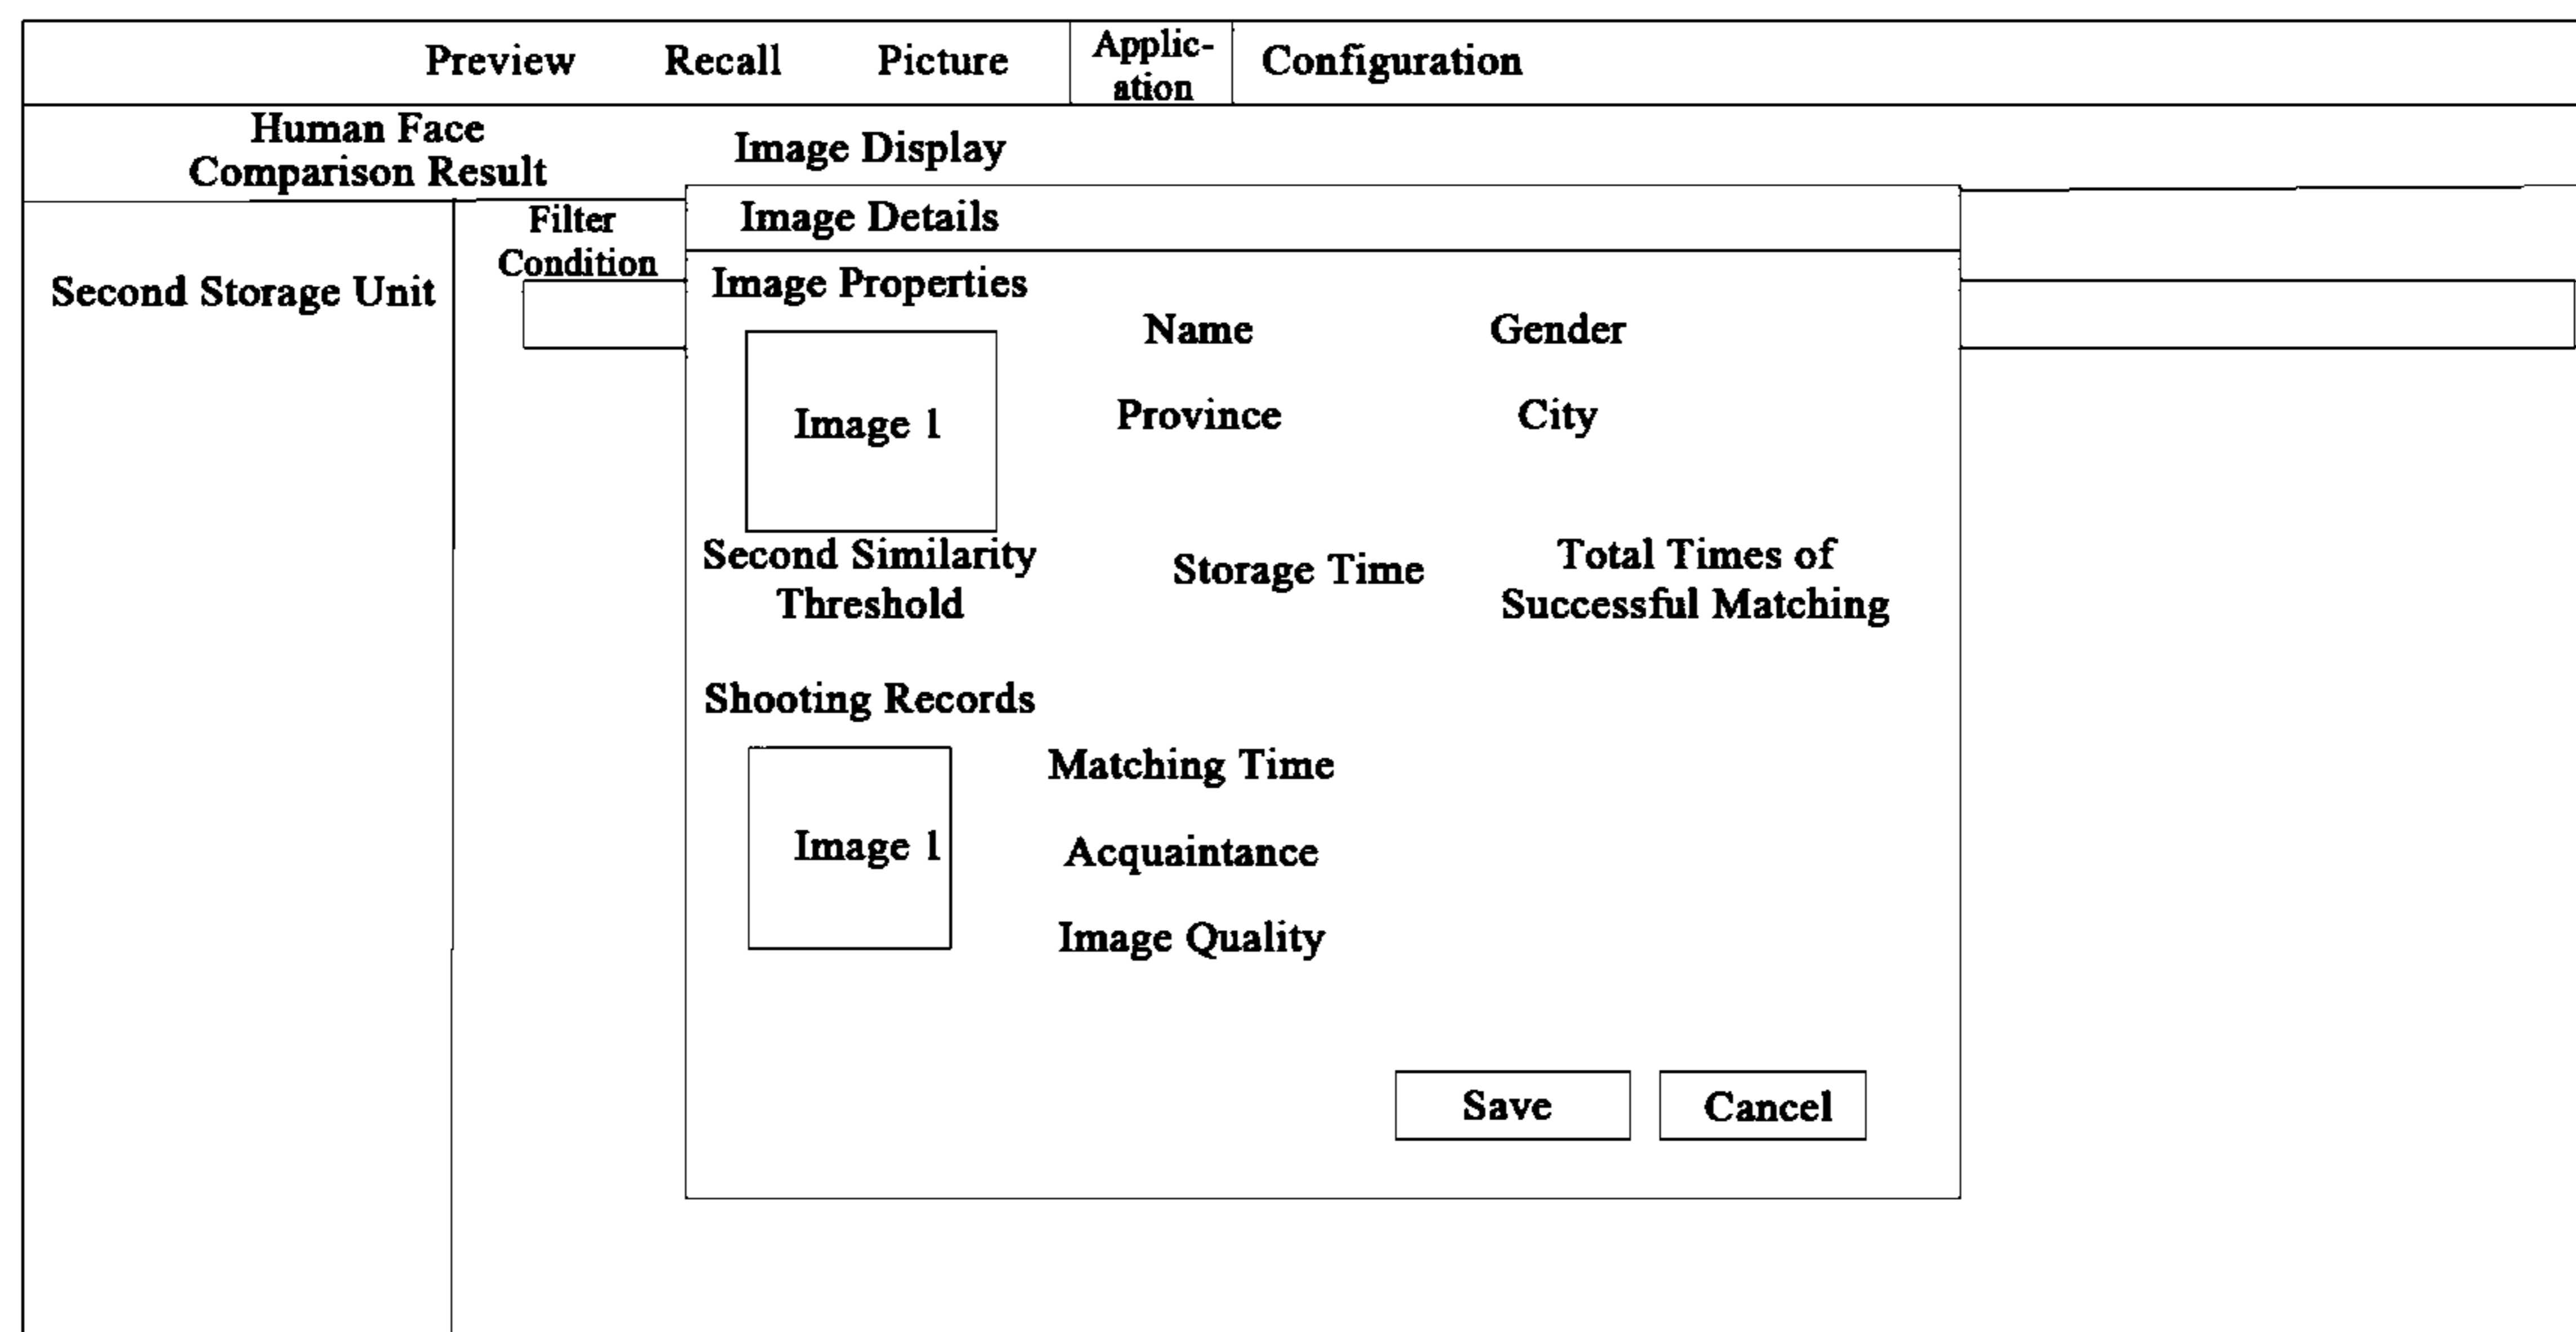 Preview Recall Picture Applic-
ation Configuration
Human Face
Comparison Result
Image Display
Filter
Condition
Second Storage Unit
Image Details
Image Properties
Image 1
Name Gender
Province City
Second Similarity
Threshold
Storage Time
Total Times of
Successful Matching
Shooting Records
Image 1
Matching Time
Acquaintance
Image Quality
Save Cancel